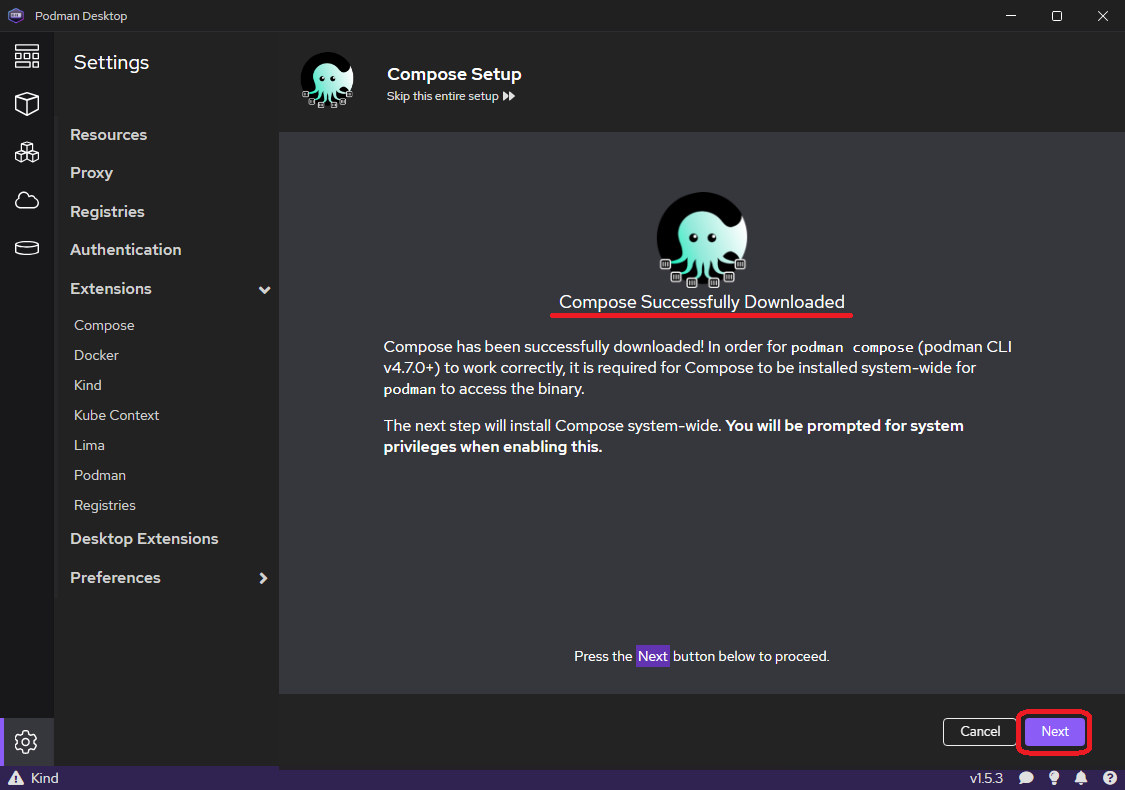 Podman Desktop
Settings
Resources
Proxy
Registries
Authentication
Extensions
Compose
Docker
Kind
Kube Context
Lima
Podman
Registries
Desktop Extensions
Preferences
Compose Setup
Skip this entire setup
Compose Successfully Downloaded
Compose has been successfully downloaded! In order for podman compose (podman CLI
v4.7.0+) to work correctly, it is required for Compose to be installed system-wide for
podman to access the binary.
The next step will install Compose system-wide. You will be prompted for system
privileges when enabling this.
Press the Next button below to proceed.
Cancel
Next
Kind
v1.5.3